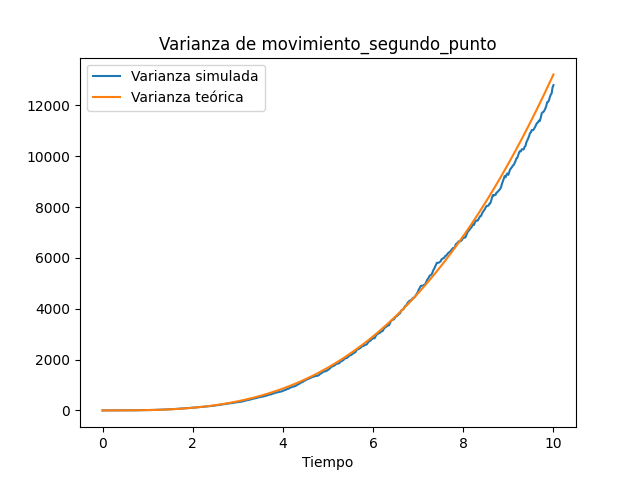 Varianza de movimiento_segundo_punto
Varianza simulada
Varianza teórica
12000
10000
8000
6000
4000
2000
0
0 2 4 6 8 10
Tiempo